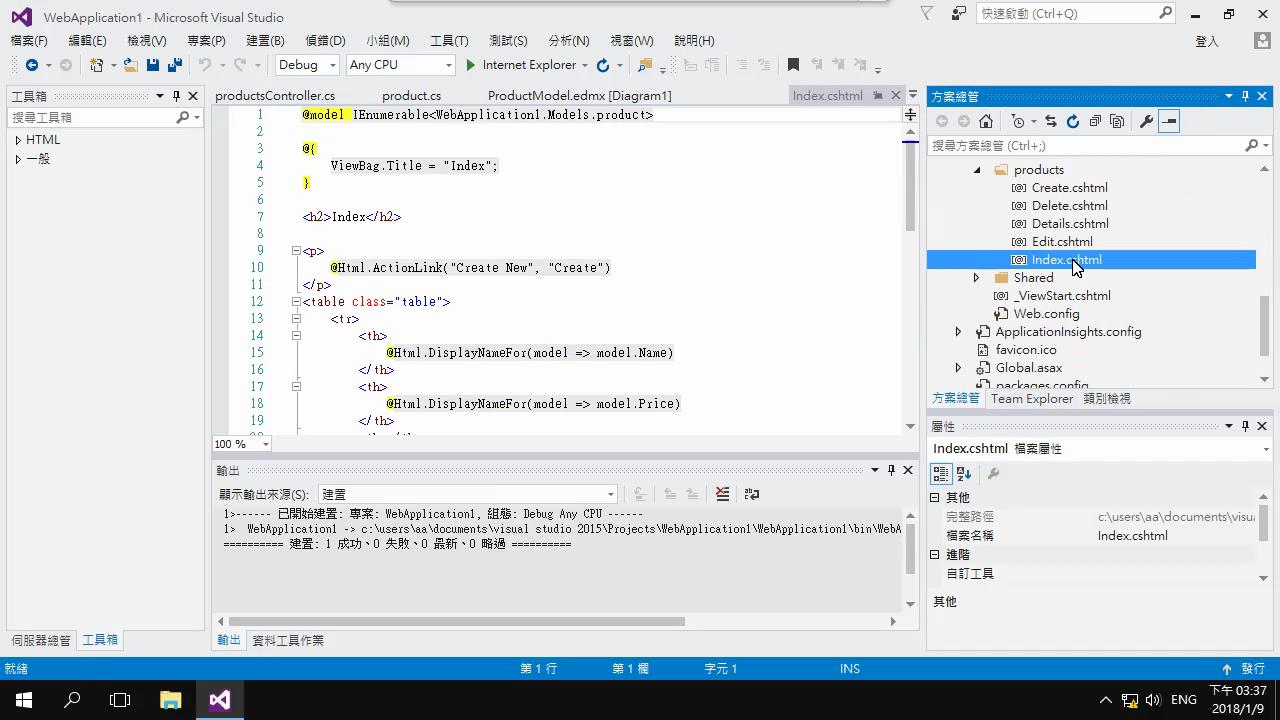 WebApplication1 - Microsoft Visual Studio
快速啟動 (Ctrl+Q)
檔案(F) 編輯(E) 檢視(V) 專案(P) 建置(B) 偵錯(D) 小組(M) 工具(T) 測試(S) 分析(N) 視窗(W) 說明(H)
登入
Debug Any CPU Internet Explorer
工具箱
搜尋工具箱
HTML
一般
伺服器總管 工具箱
productsController.cs product.cs ProductModel.edmx [Diagram1] Index.cshtml
1 @model IEnumerable<WebApplication1.Models.product>
2
3 @{
4 ViewBag.Title = "Index";
5 }
6
7 <h2>Index</h2>
8
9 <p>
10 @Html.ActionLink("Create New", "Create")
11 </p>
12 <table class="table">
13 <tr>
14 <th>
15 @Html.DisplayNameFor(model => model.Name)
16 </th>
17 <th>
18 @Html.DisplayNameFor(model => model.Price)
19 </th>
100 %
輸出
顯示輸出來源(S): 建置
1>------ 已開始建置: 專案: WebApplication1, 組態: Debug Any CPU ------
1> WebApplication1 -> c:\users\aa\documents\visual studio 2015\Projects\WebApplication1\WebApplication1\bin\WebA
========== 建置: 1 成功、0 失敗、0 最新、0 略過 ==========
輸出 資料工具作業
方案總管
搜尋方案總管 (Ctrl+;)
products
Create.cshtml
Delete.cshtml
Details.cshtml
Edit.cshtml
Index.cshtml
Shared
_ViewStart.cshtml
Web.config
ApplicationInsights.config
favicon.ico
Global.asax
packages.config
方案總管 Team Explorer 類別檢視
屬性
Index.cshtml 檔案屬性
其他
完整路徑 c:\users\aa\documents\visua
檔案名稱 Index.cshtml
進階
自訂工具
其他
就緒 第 1 行 第 1 欄 字元 1 INS 發行
ENG
下午 03:37
2018/1/9